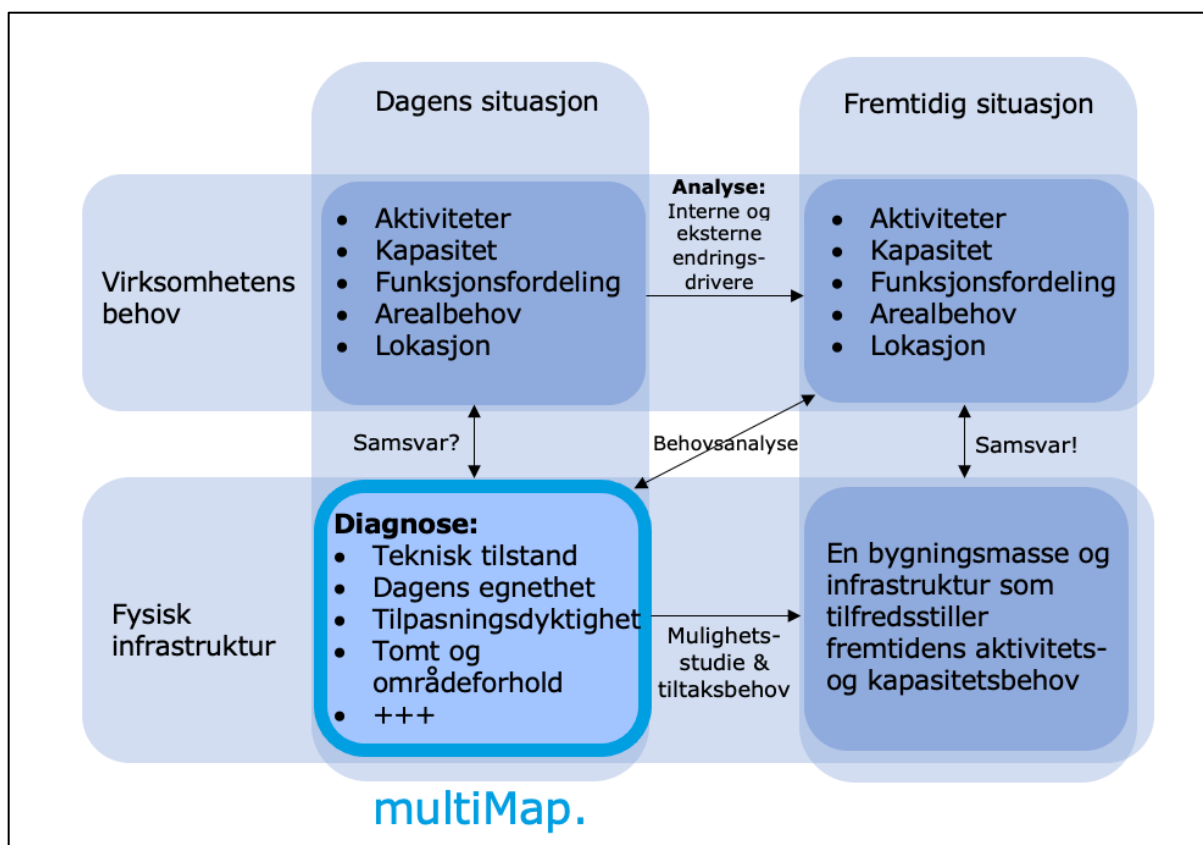 Dagens situasjon
Fremtidig situasjon
Virksomhetens
behov
• Aktiviteter
• Kapasitet
• Funksjonsfordeling
• Arealbehov
• Lokasjon
Analyse:
Interne og
eksterne
endrings-
drivere
• Aktiviteter
• Kapasitet
• Funksjonsfordeling
• Arealbehov
• Lokasjon
Samsvar?
Behovsanalyse
Samsvar!
Fysisk
infrastruktur
Diagnose:
• Teknisk tilstand
• Dagens egnethet
• Tilpasningsdyktighet
• Tomt og
områdeforhold
• +++
Mulighets-
studie &
tiltaksbehov
En bygningsmasse og
infrastruktur som
tilfredsstiller
fremtidens aktivitets-
og kapasitetsbehov
multiMap.